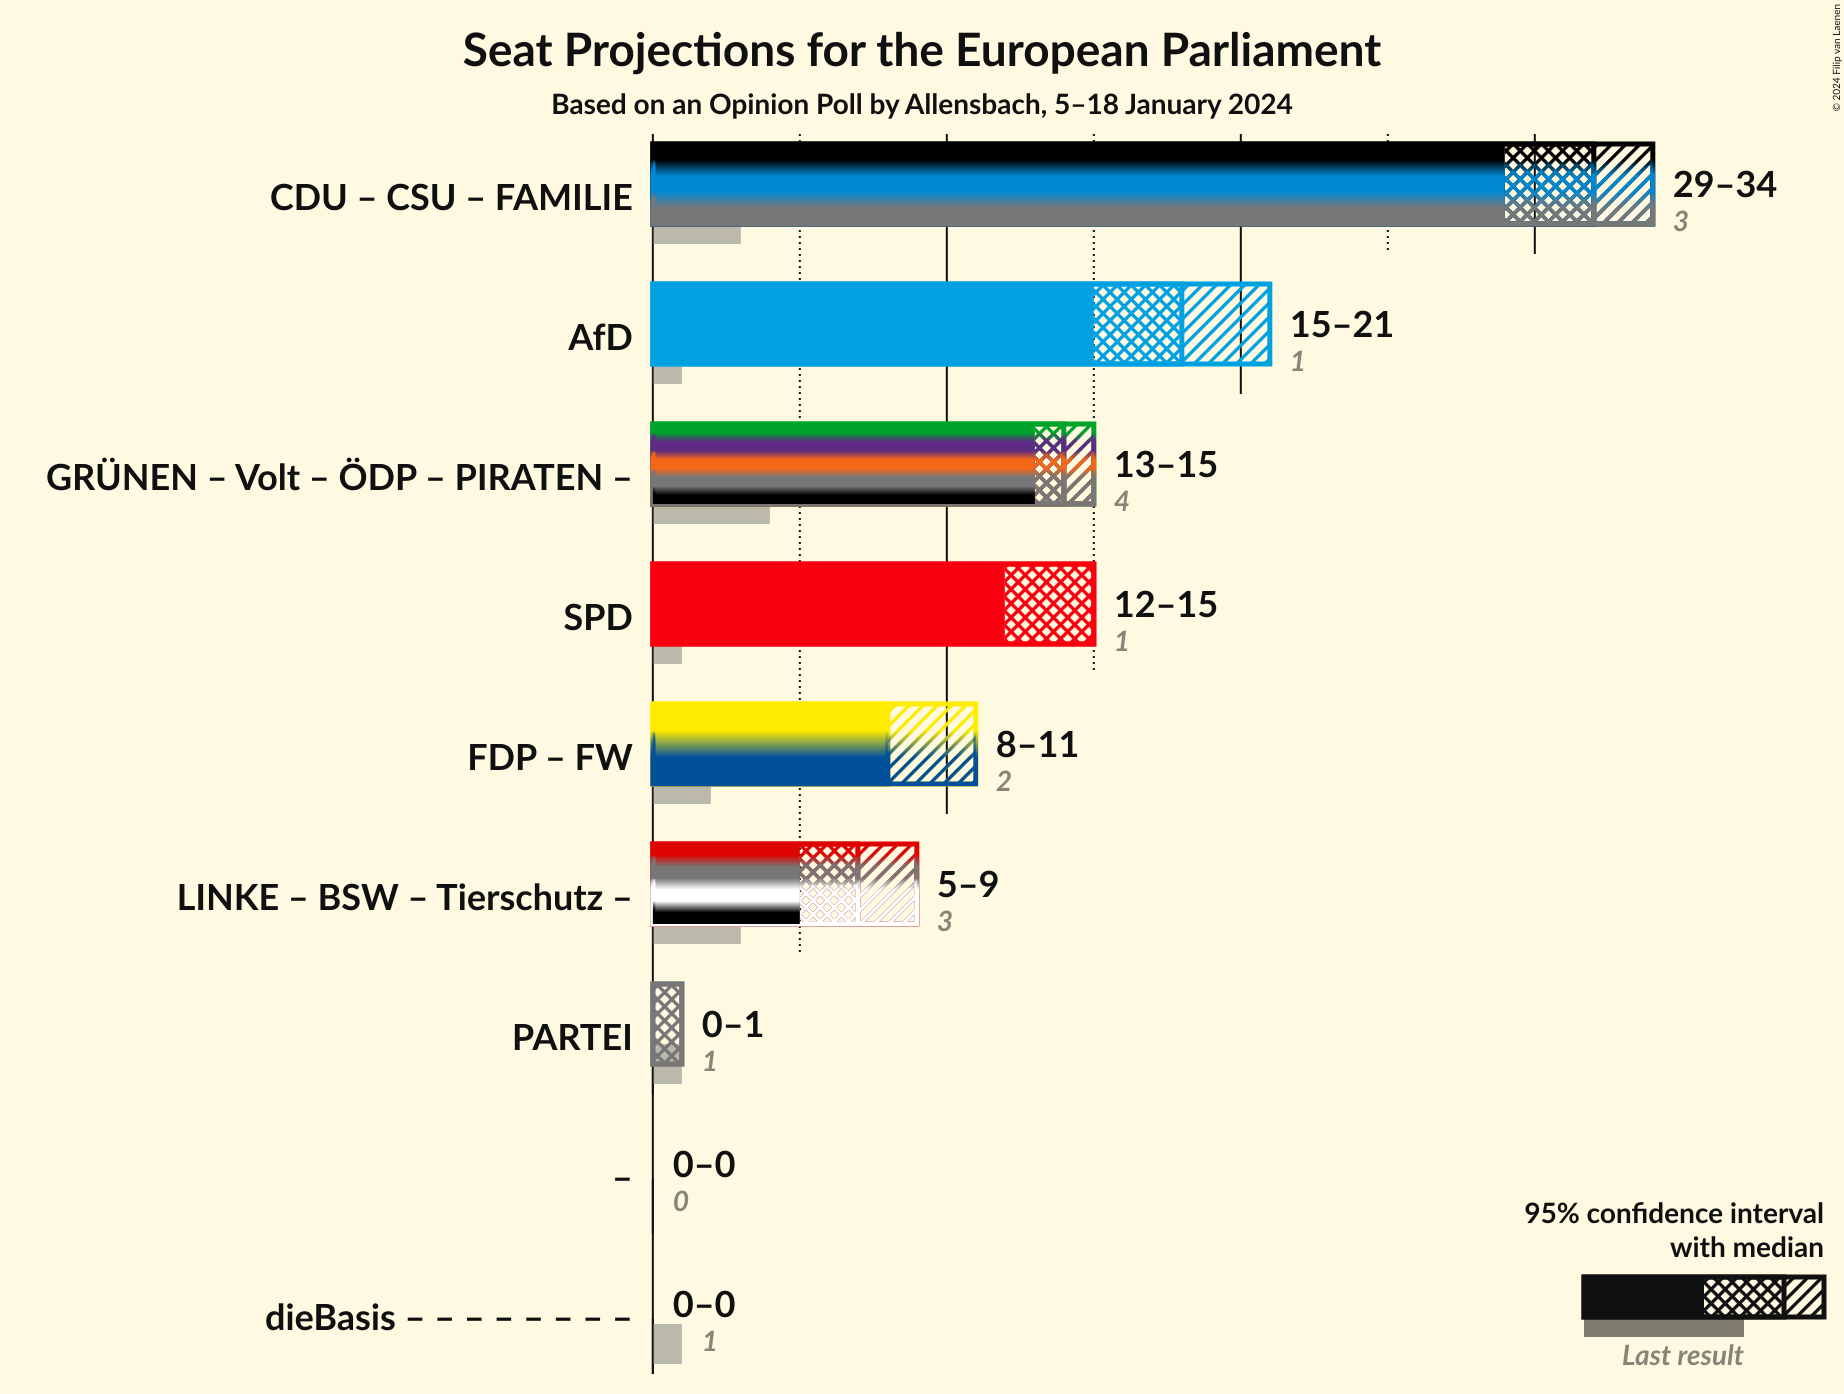 Seat Projections for the European Parliament
Based on an Opinion Poll by Allensbach, 5–18 January 2024
© 2024 Filip van Laenen
CDU – CSU – FAMILIE
29–34
3
AfD
15–21
1
GRÜNEN – Volt – ÖDP – PIRATEN –
13–15
4
SPD
12–15
1
FDP – FW
8–11
2
LINKE – BSW – Tierschutz –
5–9
3
PARTEI
0–1
1
–
0–0
0
dieBasis – – – – – – – –
0–0
1
95% confidence interval
with median
Last result